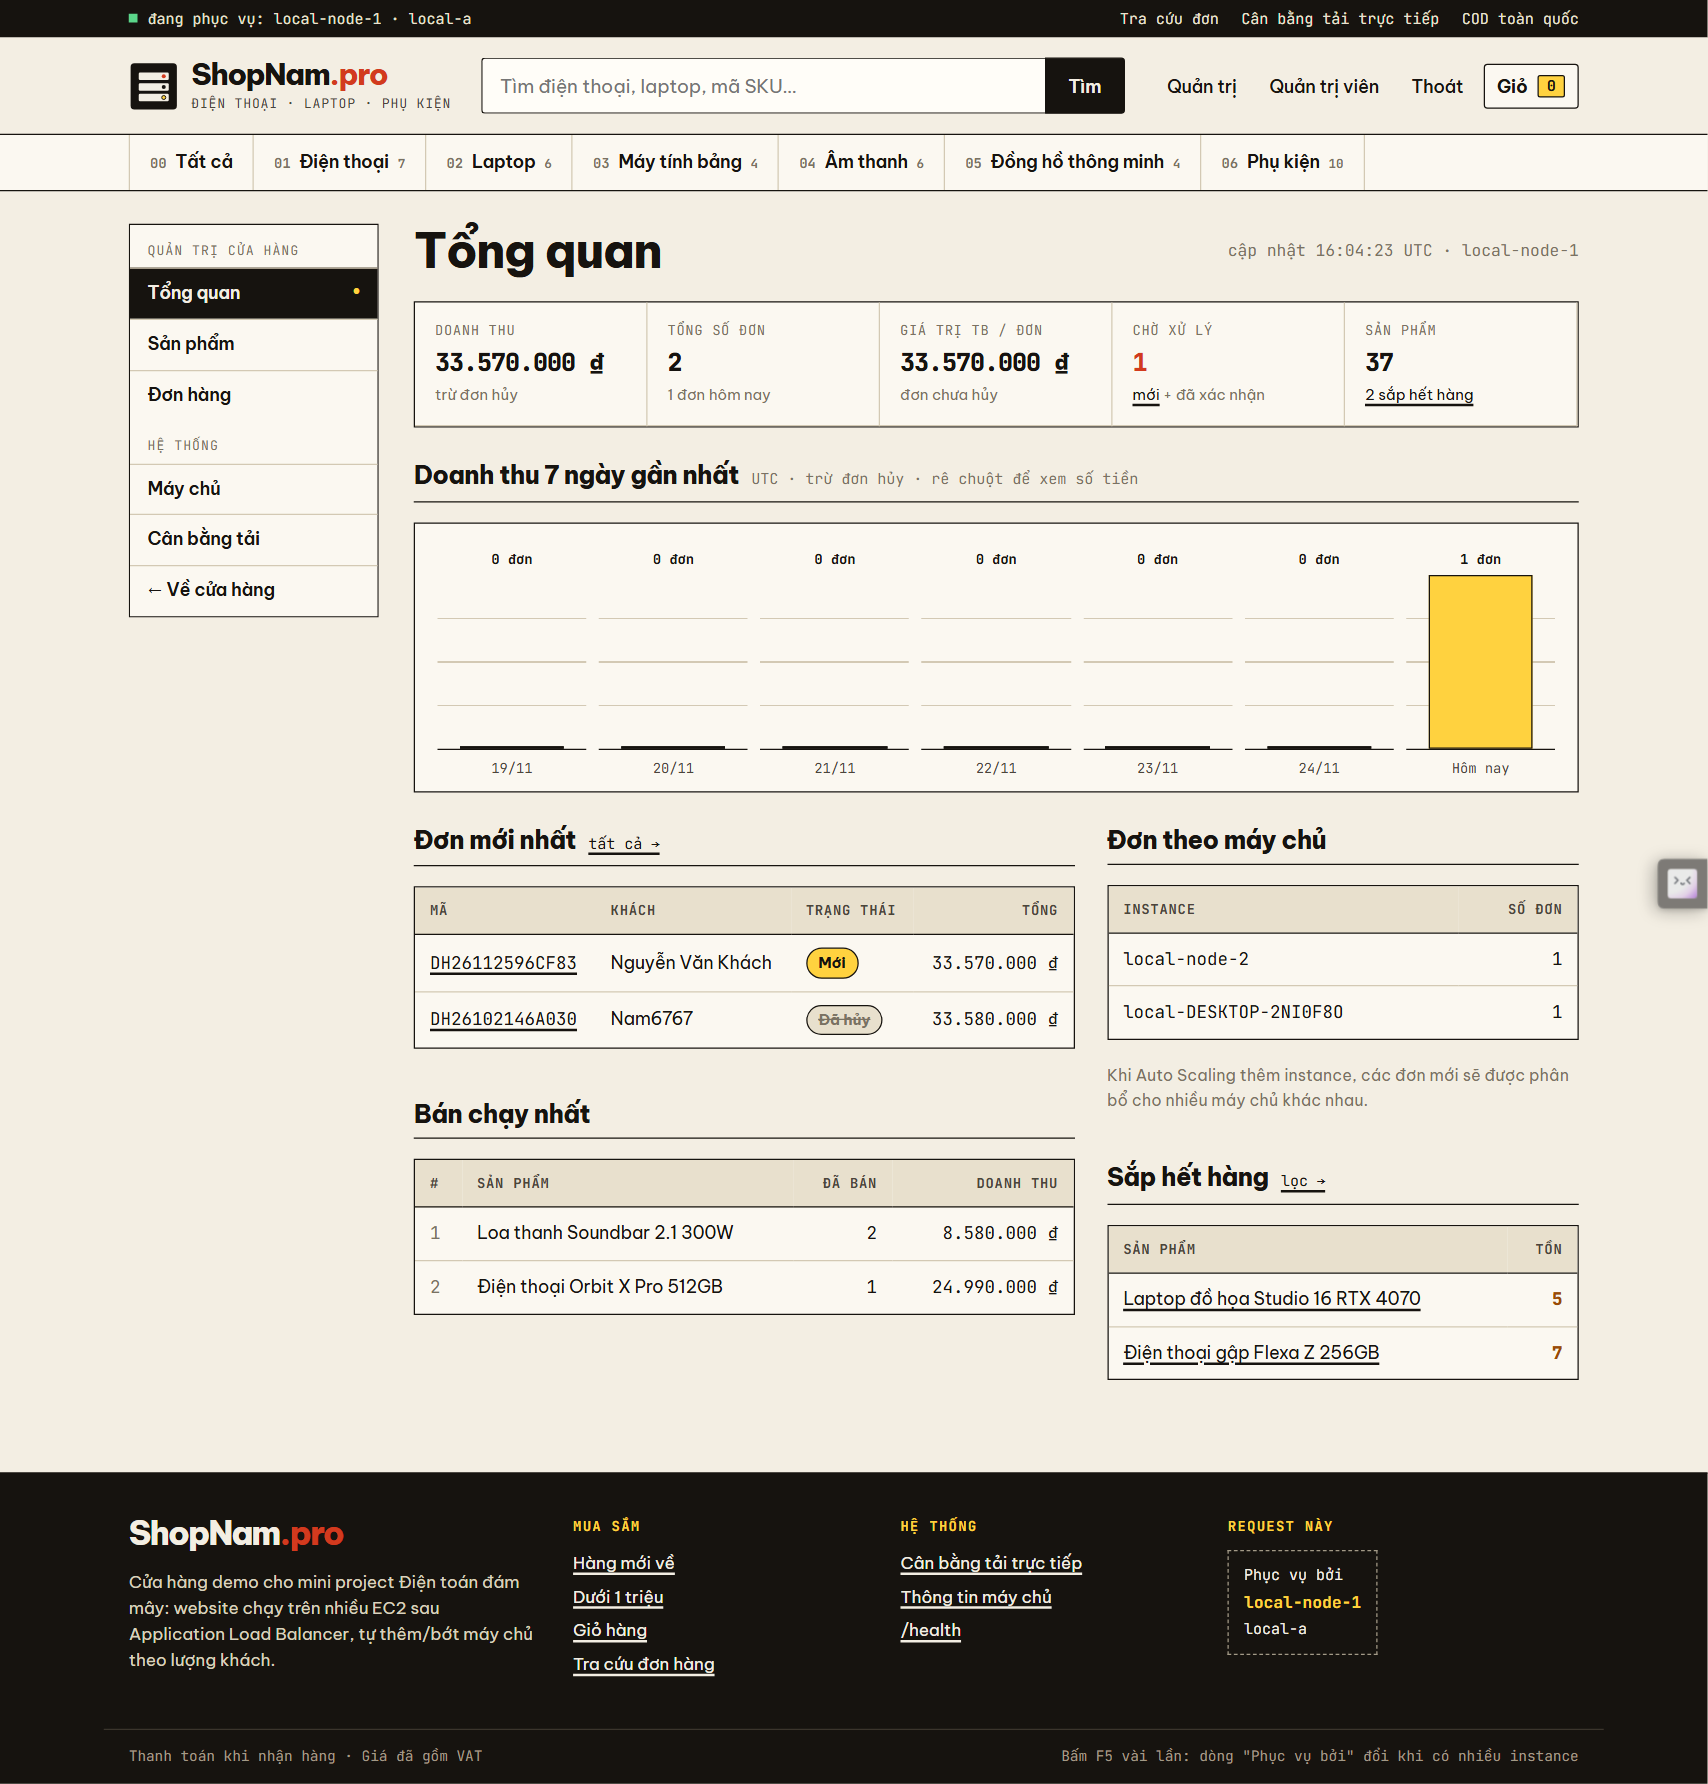 đang phục vụ: local-node-1 · local-a
Tra cứu đơn Cân bằng tải trực tiếp COD toàn quốc
ShopNam.pro
ĐIỆN THOẠI · LAPTOP · PHỤ KIỆN
Tìm điện thoại, laptop, mã SKU...
Tìm
Quản trị Quản trị viên Thoát Giỏ 0
00 Tất cả 01 Điện thoại 7 02 Laptop 6 03 Máy tính bảng 4 04 Âm thanh 6 05 Đồng hồ thông minh 4 06 Phụ kiện 10
QUẢN TRỊ CỬA HÀNG
Tổng quan
Sản phẩm
Đơn hàng
HỆ THỐNG
Máy chủ
Cân bằng tải
← Về cửa hàng
Tổng quan
cập nhật 16:04:23 UTC · local-node-1
DOANH THU
33.570.000 ₫
trừ đơn hủy
TỔNG SỐ ĐƠN
2
1 đơn hôm nay
GIÁ TRỊ TB / ĐƠN
33.570.000 ₫
đơn chưa hủy
CHỜ XỬ LÝ
1
mới + đã xác nhận
SẢN PHẨM
37
2 sắp hết hàng
Doanh thu 7 ngày gần nhất UTC · trừ đơn hủy · rê chuột để xem số tiền
0 đơn 0 đơn 0 đơn 0 đơn 0 đơn 0 đơn 1 đơn
19/11 20/11 21/11 22/11 23/11 24/11 Hôm nay
Đơn mới nhất tất cả →
MÃ KHÁCH TRẠNG THÁI TỔNG
DH26112596CF83 Nguyễn Văn Khách Mới 33.570.000 ₫
DH26102146A030 Nam6767 Đã hủy 33.580.000 ₫
Bán chạy nhất
# SẢN PHẨM ĐÃ BÁN DOANH THU
1 Loa thanh Soundbar 2.1 300W 2 8.580.000 ₫
2 Điện thoại Orbit X Pro 512GB 1 24.990.000 ₫
Đơn theo máy chủ
INSTANCE SỐ ĐƠN
local-node-2 1
local-DESKTOP-2NI0F8O 1
Khi Auto Scaling thêm instance, các đơn mới sẽ được phân
bổ cho nhiều máy chủ khác nhau.
Sắp hết hàng lọc →
SẢN PHẨM TỒN
Laptop đồ họa Studio 16 RTX 4070 5
Điện thoại gập Flexa Z 256GB 7
ShopNam.pro
Cửa hàng demo cho mini project Điện toán đám
mây: website chạy trên nhiều EC2 sau
Application Load Balancer, tự thêm/bớt máy chủ
theo lượng khách.
MUA SẮM
Hàng mới về
Dưới 1 triệu
Giỏ hàng
Tra cứu đơn hàng
HỆ THỐNG
Cân bằng tải trực tiếp
Thông tin máy chủ
/health
REQUEST NÀY
Phục vụ bởi
local-node-1
local-a
Thanh toán khi nhận hàng · Giá đã gồm VAT
Bấm F5 vài lần: dòng "Phục vụ bởi" đổi khi có nhiều instance